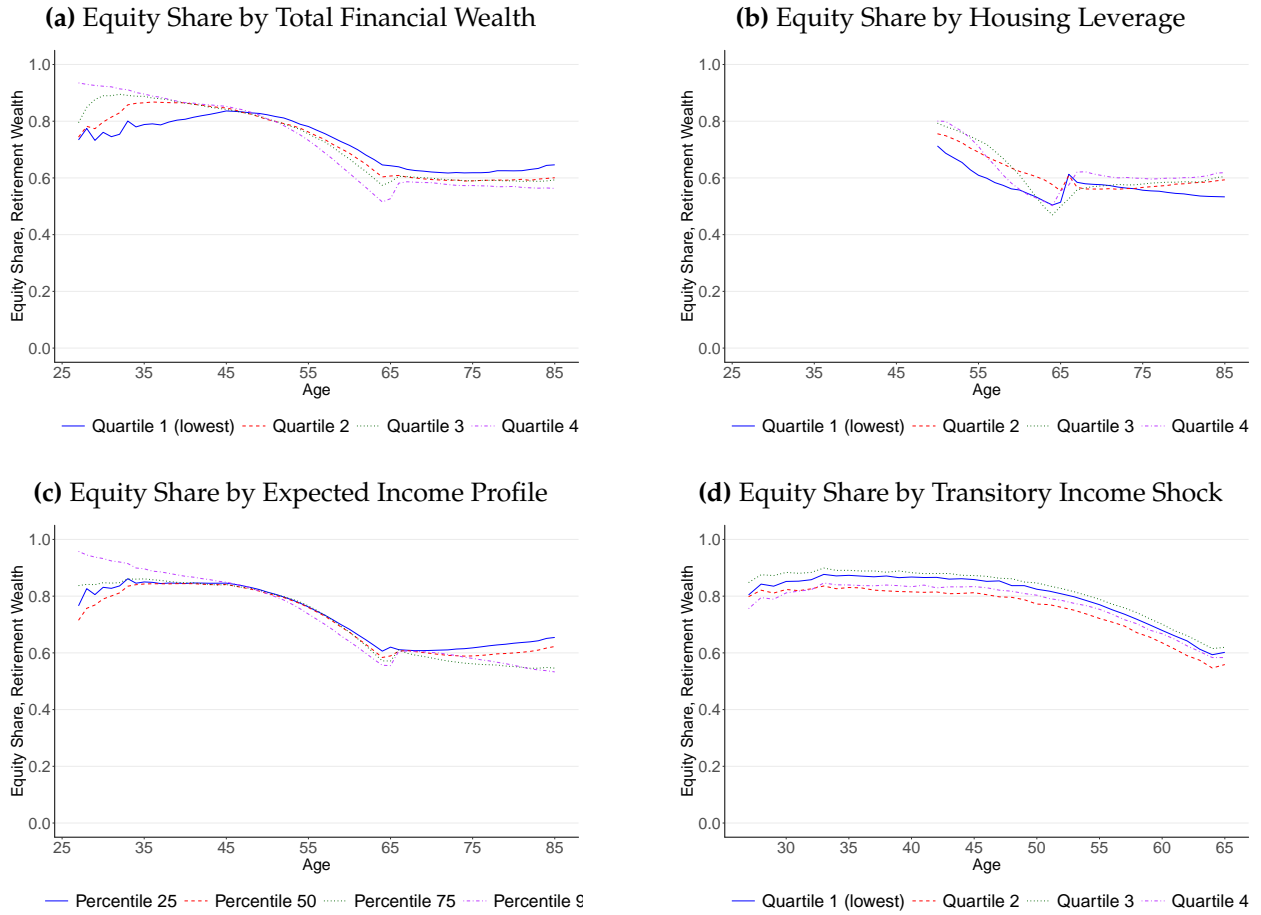 (a) Equity Share by Total Financial Wealth
Equity Share, Retirement Wealth
1.0
0.8
0.6
0.4
0.2
0.0
25 35 45 55 65 75 85
Age
Quartile 1 (lowest) Quartile 2 Quartile 3 Quartile 4
(b) Equity Share by Housing Leverage
Equity Share, Retirement Wealth
1.0
0.8
0.6
0.4
0.2
0.0
25 35 45 55 65 75 85
Age
Quartile 1 (lowest) Quartile 2 Quartile 3 Quartile 4
(c) Equity Share by Expected Income Profile
Equity Share, Retirement Wealth
1.0
0.8
0.6
0.4
0.2
0.0
25 35 45 55 65 75 85
Age
Percentile 25 Percentile 50 Percentile 75 Percentile 9
(d) Equity Share by Transitory Income Shock
Equity Share, Retirement Wealth
1.0
0.8
0.6
0.4
0.2
0.0
30 35 40 45 50 55 60 65
Age
Quartile 1 (lowest) Quartile 2 Quartile 3 Quartile 4